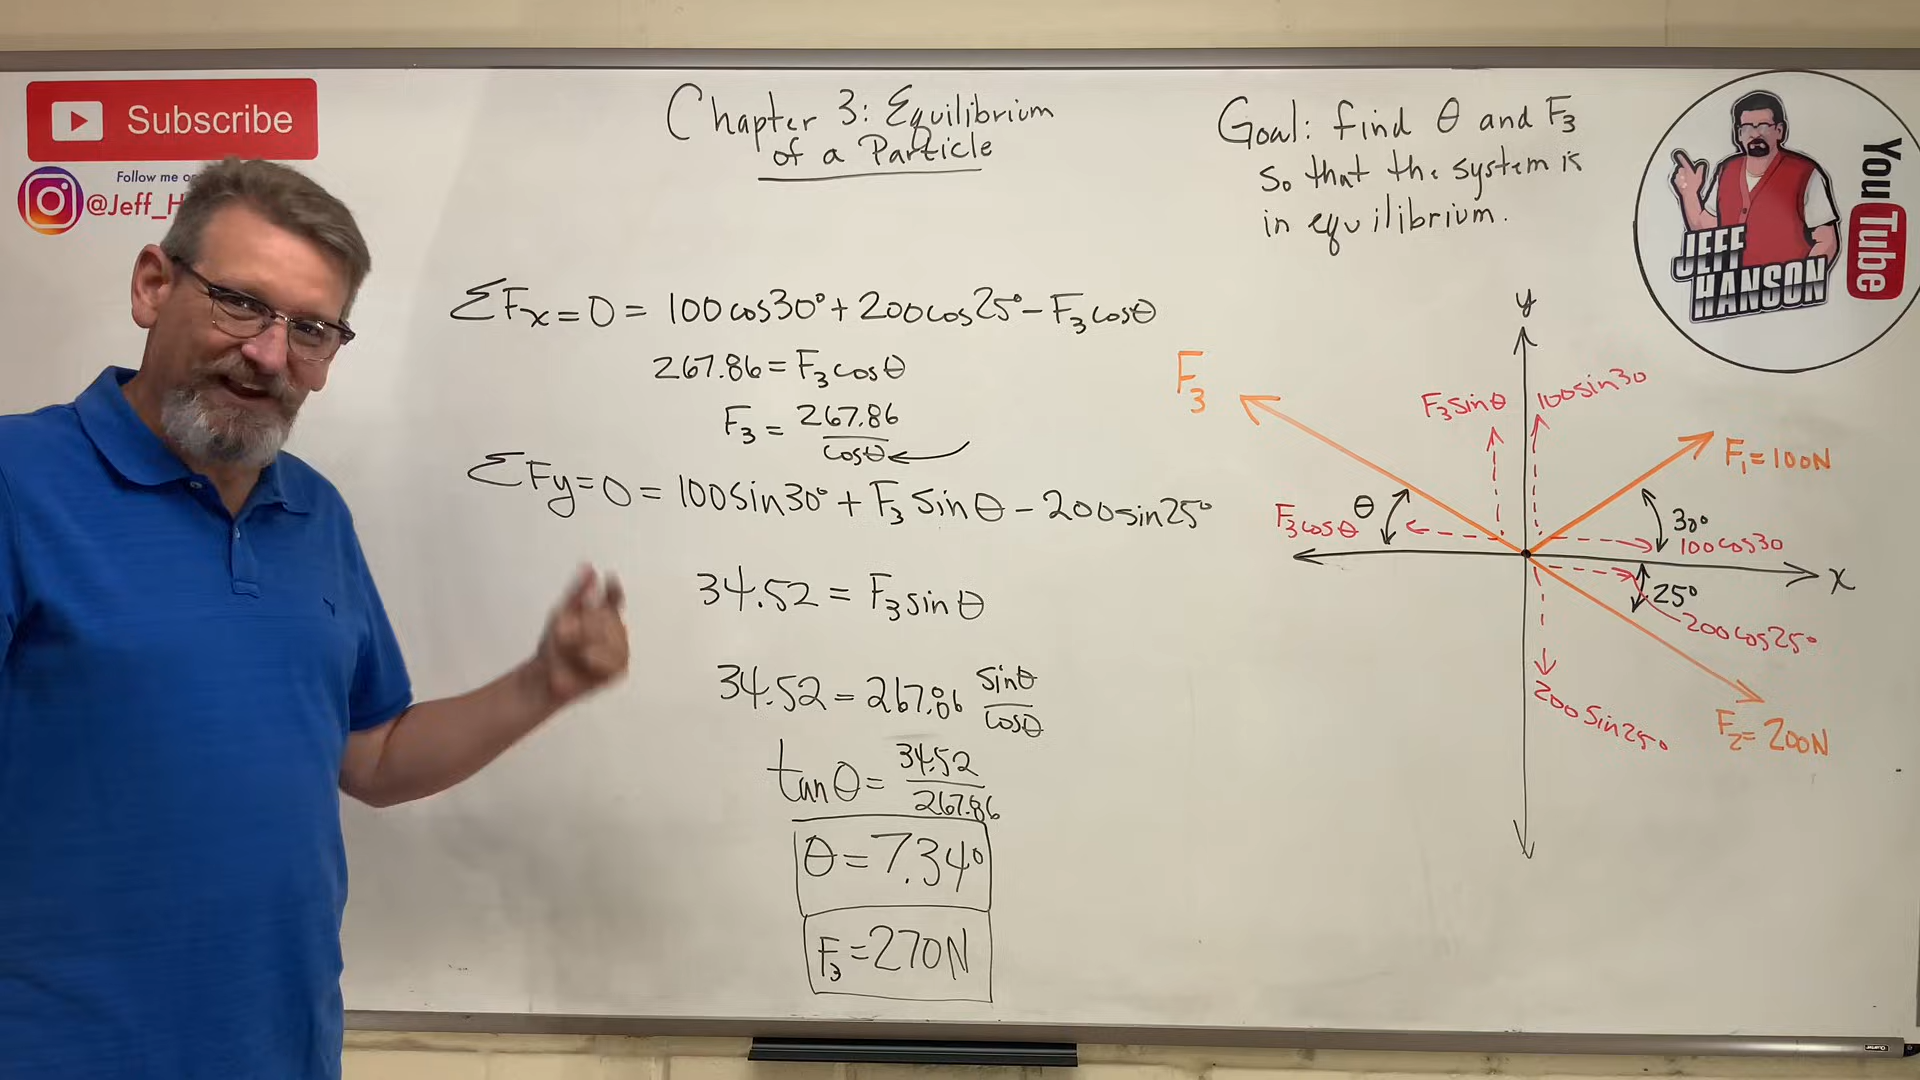 Subscribe
Follow me o
@Jeff_H
Chapter 3: Equilibrium
of a Particle
Goal: find θ and F₃
so that the system is
in equilibrium.
JEFF
HANSON
YouTube
ΣFx = 0 = 100cos30° + 200cos25° - F₃cosθ
267.86 = F₃cosθ
F₃ = 267.86
cosθ
ΣFy = 0 = 100sin30° + F₃sinθ - 200sin25°
34.52 = F₃sinθ
34.52 = 267.86 sinθ
cosθ
tanθ = 34.52
267.86
θ = 7.34°
F₃ = 270N
y
F₃
F₃sinθ
100sin30
F₁ = 100N
θ
F₃cosθ
30°
100cos30
x
25°
200cos25°
200sin25°
F₂ = 200N